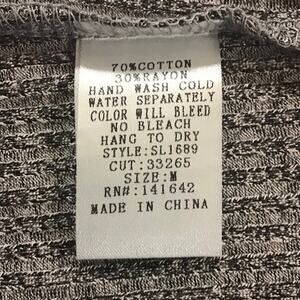 70%COTTON
30%RAYON
HAND WASH COLD
WATER SEPARATELY
COLOR WILL BLEED
NO BLEACH
HANG TO DRY
STYLE:SL1689
CUT:33265
SIZE:M
RN#:141642
MADE IN CHINA